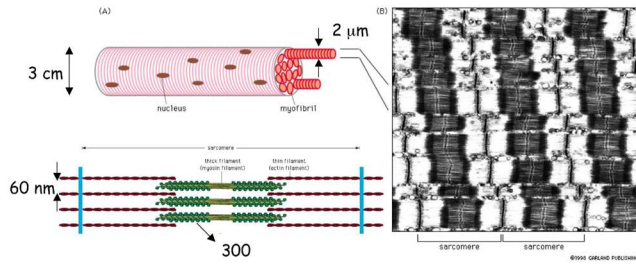 (A)
2 μm
(B)
3 cm
nucleus
myofibril
sarcomere
thick filament
(myosin filament)
thin filament
(actin filament)
60 nm
300
sarcomere
sarcomere
©1998 GARLAND PUBLISHIN